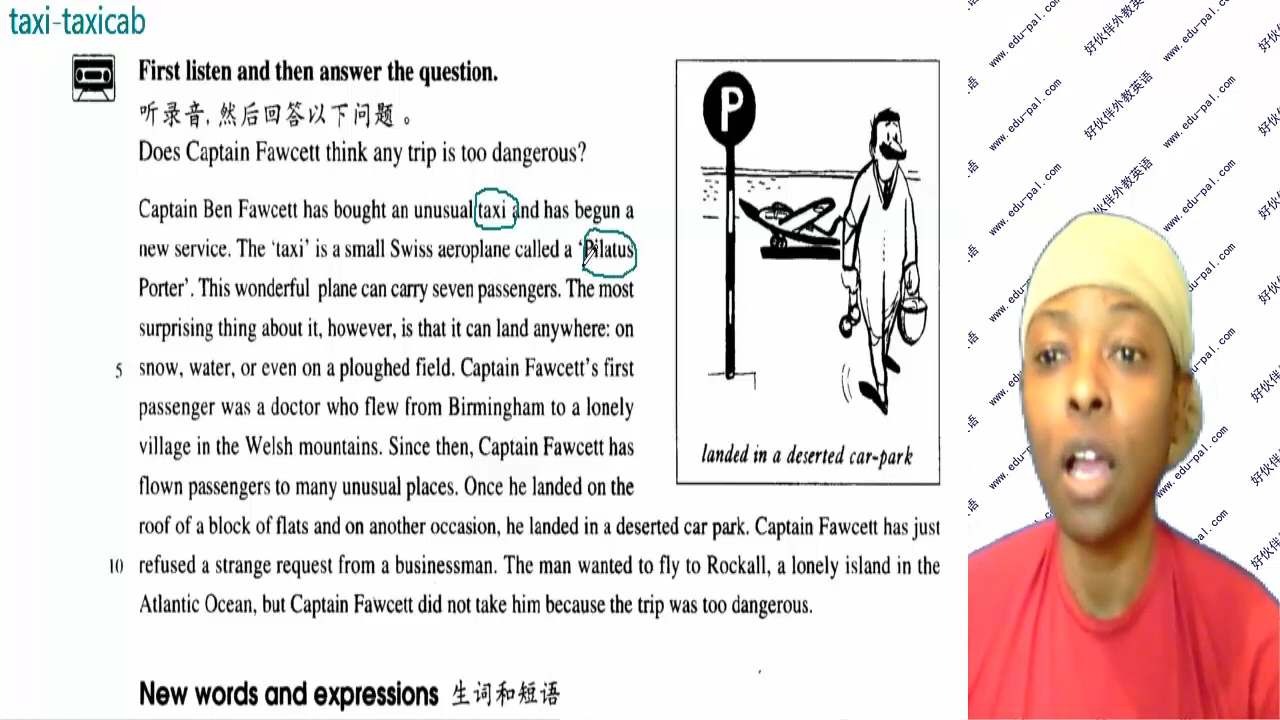 taxi-taxicab
First listen and then answer the question.
听录音，然后回答以下问题。
Does Captain Fawcett think any trip is too dangerous?
Captain Ben Fawcett has bought an unusual taxi and has begun a
new service. The ‘taxi’ is a small Swiss aeroplane called a ‘Pilatus
Porter’. This wonderful plane can carry seven passengers. The most
surprising thing about it, however, is that it can land anywhere: on
5 snow, water, or even on a ploughed field. Captain Fawcett's first
passenger was a doctor who flew from Birmingham to a lonely
village in the Welsh mountains. Since then, Captain Fawcett has
flown passengers to many unusual places. Once he landed on the
roof of a block of flats and on another occasion, he landed in a deserted car park. Captain Fawcett has just
10 refused a strange request from a businessman. The man wanted to fly to Rockall, a lonely island in the
Atlantic Ocean, but Captain Fawcett did not take him because the trip was too dangerous.
P
landed in a deserted car-park
New words and expressions 生词和短语
www.edu-pal.com
好伙伴外教英语